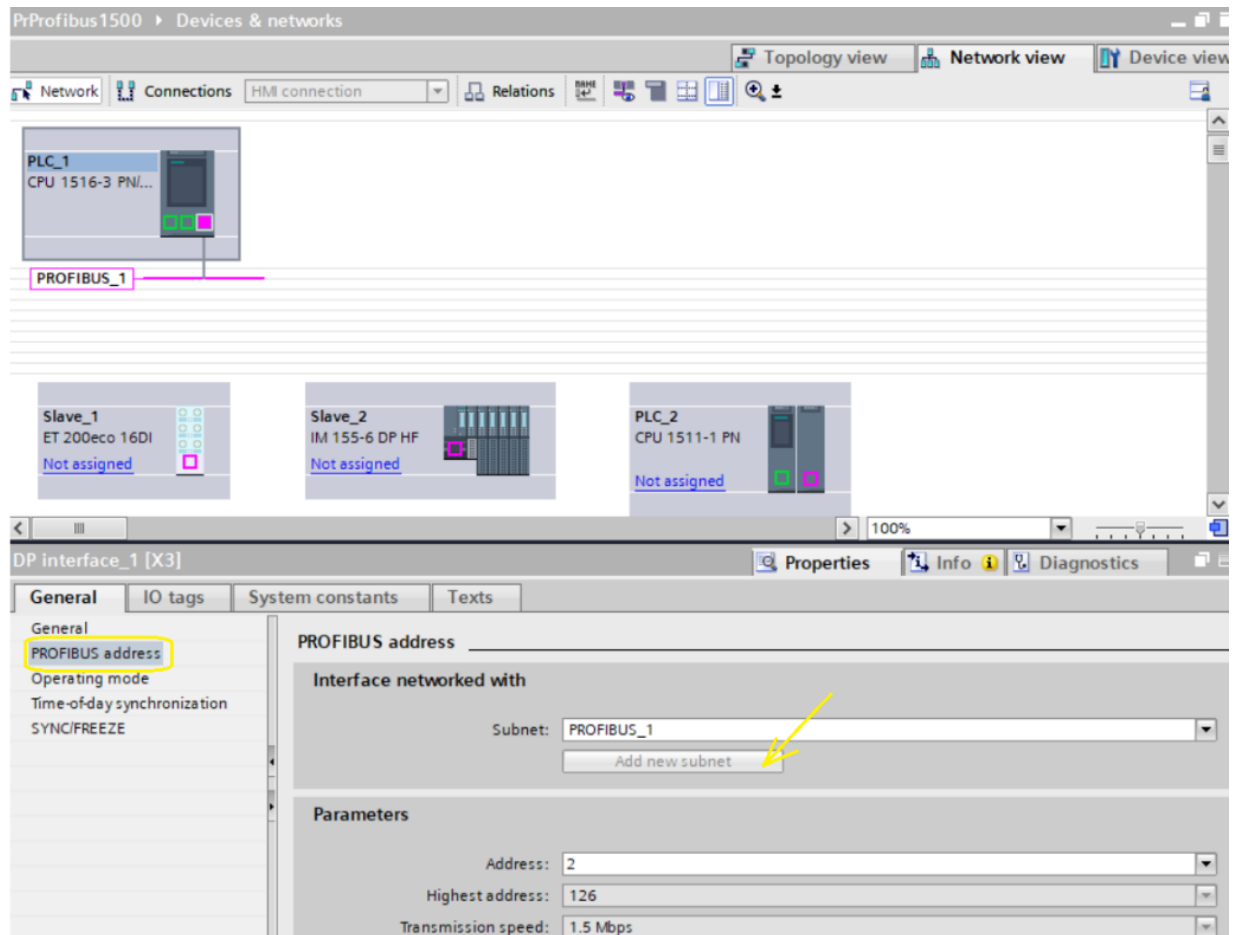 PrProfibus1500 ▸ Devices & networks
Topology view Network view Device view
Network Connections HMI connection Relations
PLC_1
CPU 1516-3 PN/...
PROFIBUS_1
Slave_1 Slave_2 PLC_2
ET 200eco 16DI IM 155-6 DP HF CPU 1511-1 PN
Not assigned Not assigned Not assigned
100%
DP interface_1 [X3]
Properties Info Diagnostics
General IO tags System constants Texts
General
PROFIBUS address
Operating mode
Time-of-day synchronization
SYNC/FREEZE
PROFIBUS address
Interface networked with
Subnet: PROFIBUS_1
Add new subnet
Parameters
Address: 2
Highest address: 126
Transmission speed: 1.5 Mbps